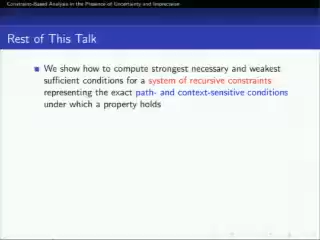 Constraint-Based Analysis in the Presence of Uncertainty and Imprecision
Rest of This Talk
We show how to compute strongest necessary and weakest
sufficient conditions for a system of recursive constraints
representing the exact path- and context-sensitive conditions
under which a property holds